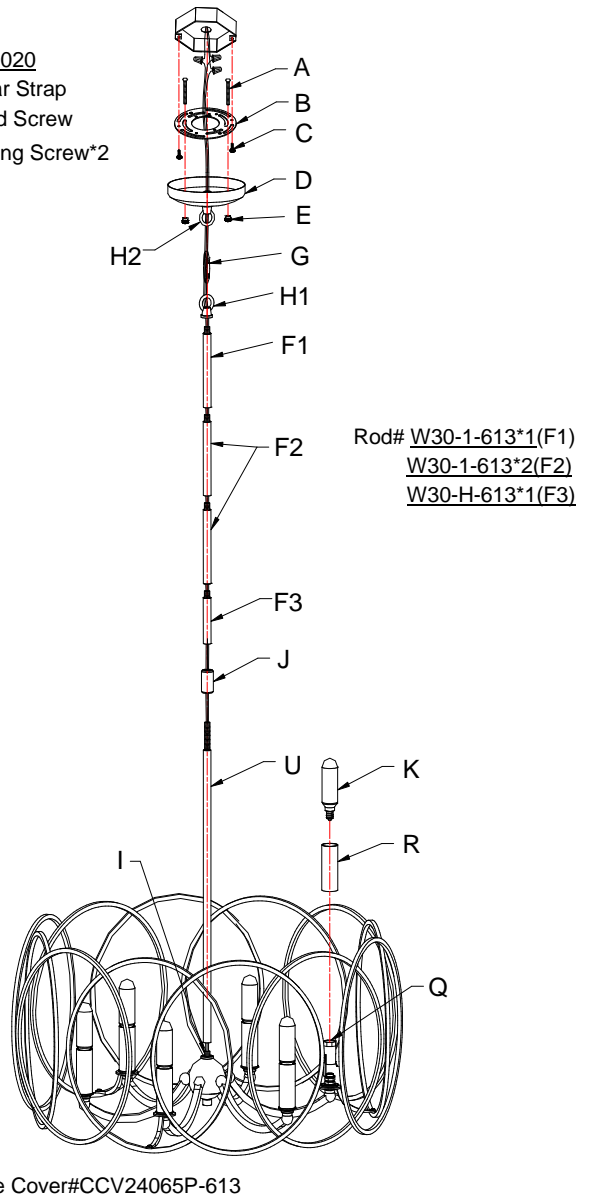 020
ar Strap
d Screw
ng Screw*2
A
B
C
D
E
H2
G
H1
F1
F2
Rod# W30-1-613*1(F1)
W30-1-613*2(F2)
W30-H-613*1(F3)
F3
J
U
K
R
I
Q
e Cover#CCV24065P-613